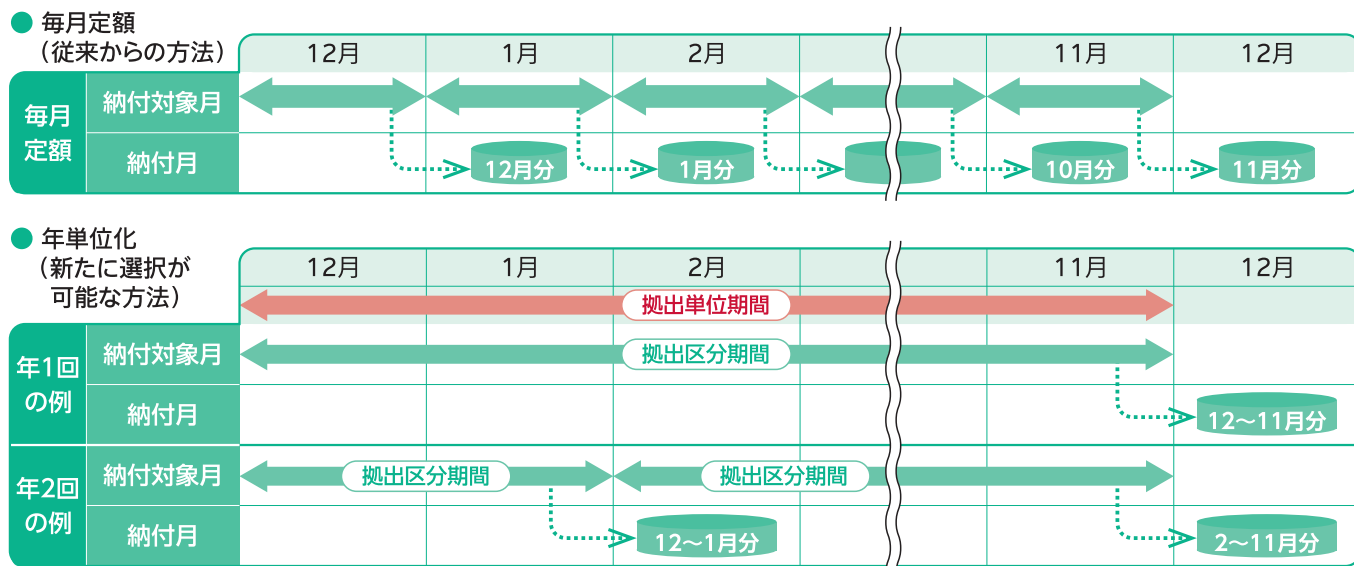 ● 毎月定額
（従来からの方法）
12月 1月 2月 11月 12月
毎月
定額
納付対象月
納付月
12月分 1月分 10月分 11月分
● 年単位化
（新たに選択が
可能な方法）
12月 1月 2月 11月 12月
拠出単位期間
年1回
の例
納付対象月
拠出区分期間
納付月
12〜11月分
年2回
の例
納付対象月
拠出区分期間 拠出区分期間
納付月
12〜1月分 2〜11月分